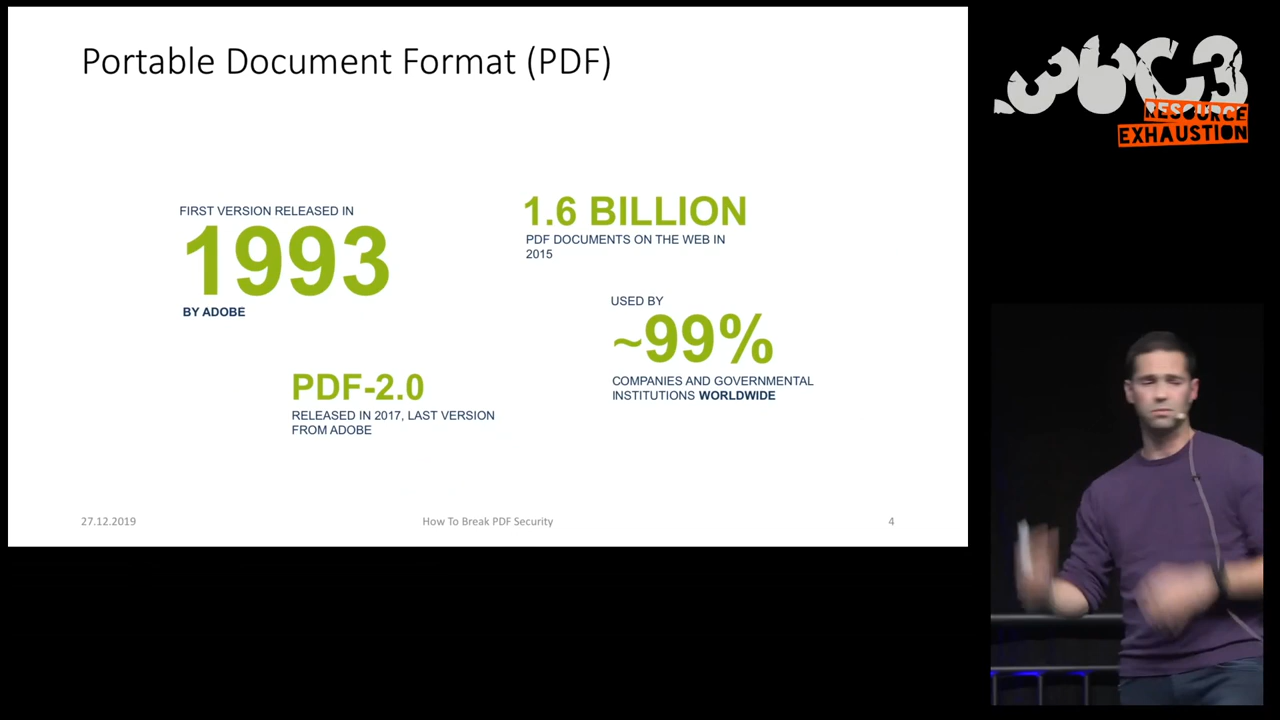 Portable Document Format (PDF)
36C3
RESOURCE
EXHAUSTION
FIRST VERSION RELEASED IN
1993
BY ADOBE
1.6 BILLION
PDF DOCUMENTS ON THE WEB IN
2015
USED BY
~99%
COMPANIES AND GOVERNMENTAL
INSTITUTIONS WORLDWIDE
PDF-2.0
RELEASED IN 2017, LAST VERSION
FROM ADOBE
27.12.2019
How To Break PDF Security
4